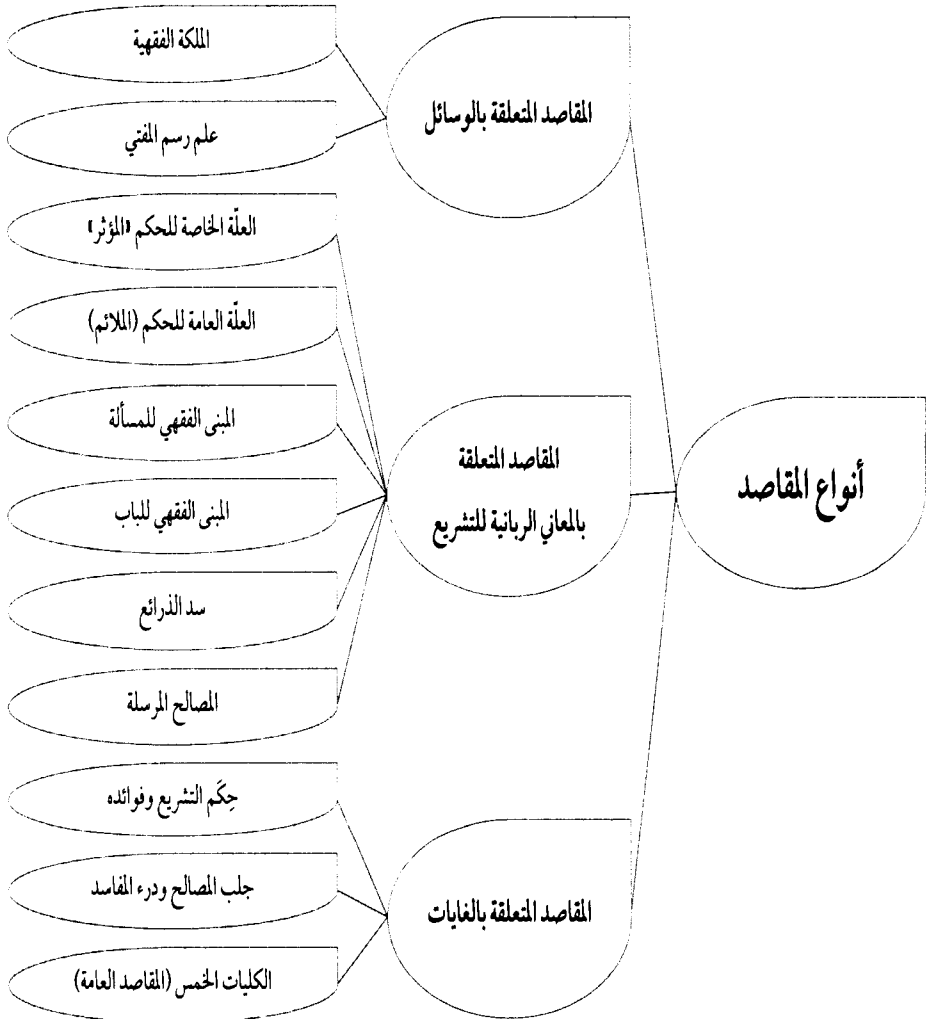 أنواع المقاصد
المقاصد المتعلقة بالوسائل
الملكة الفقهية
علم رسم المفتي
المقاصد المتعلقة
بالمعاني الربانية للتشريع
العلّة الخاصة للحكم (المؤثر)
العلّة العامة للحكم (الملائم)
المبنى الفقهي للمسألة
المبنى الفقهي للباب
سد الذرائع
المصالح المرسلة
المقاصد المتعلقة بالغايات
حِكَم التشريع وفوائده
جلب المصالح ودرء المفاسد
الكليات الخمس (المقاصد العامة)